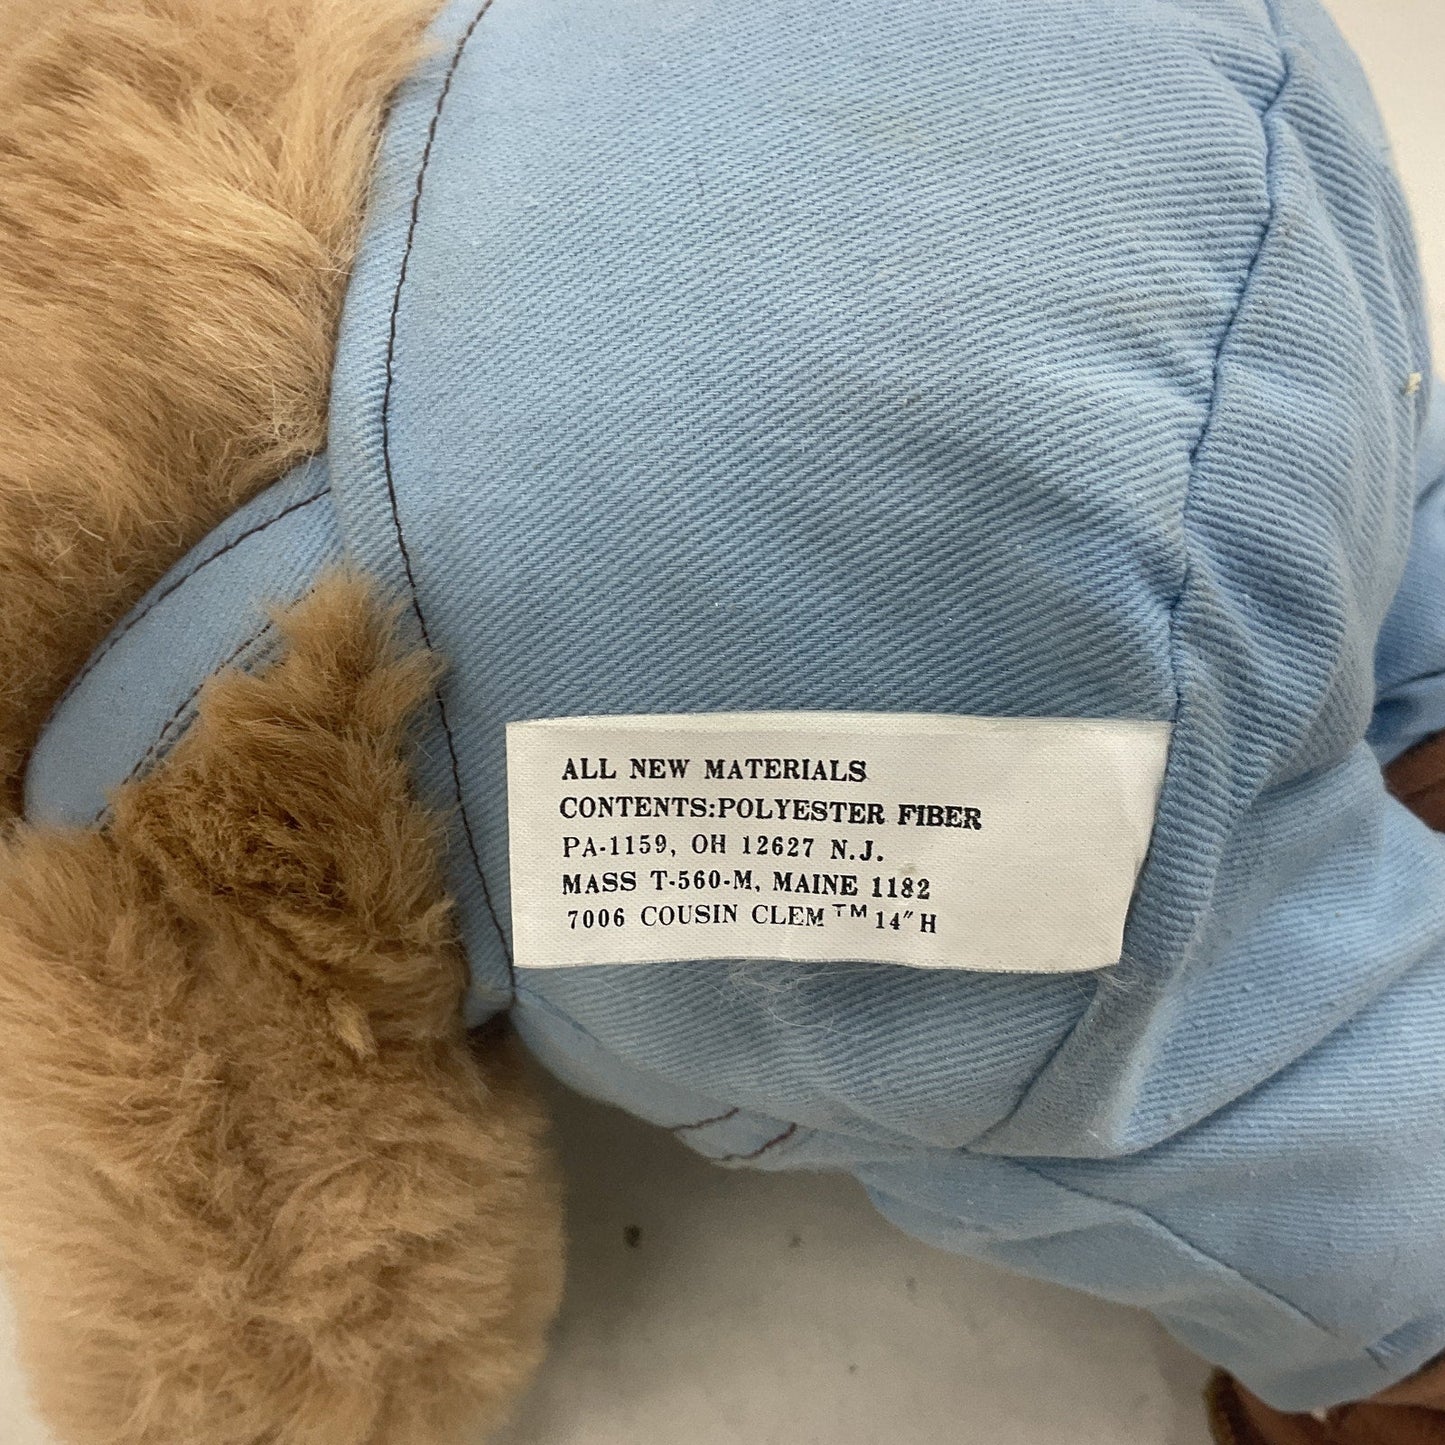 ALL NEW MATERIALS
CONTENTS:POLYESTER FIBER
PA-1159, OH 12627 N.J.
MASS T-560-M, MAINE 1182
7006 COUSIN CLEM™ 14″ H